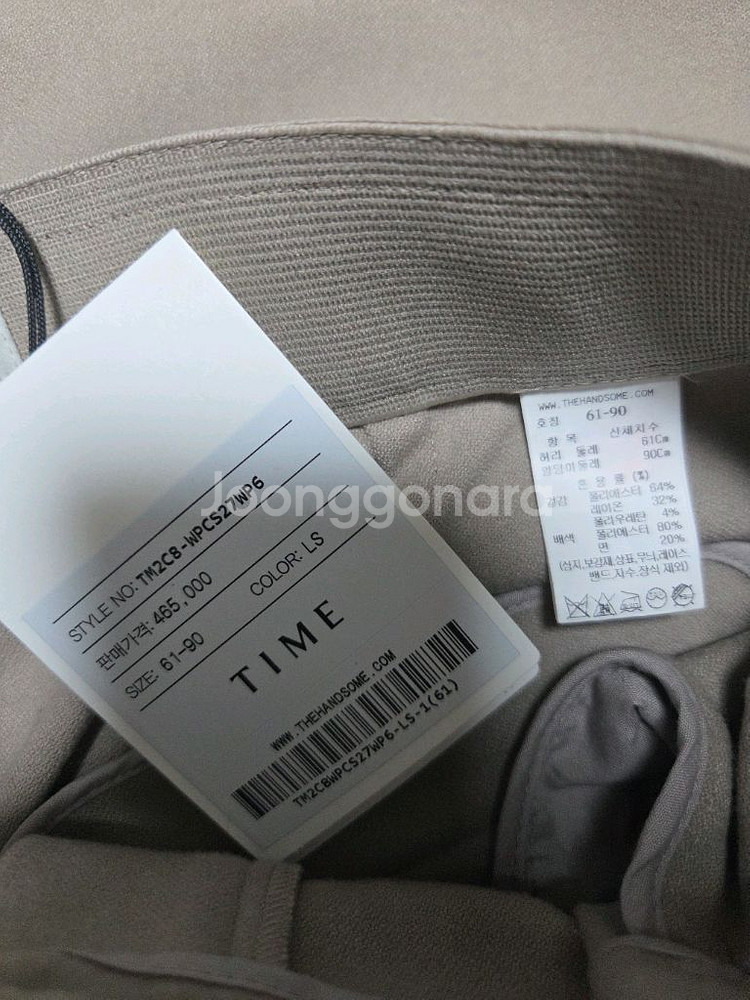 STYLE NO: TM2C8-WPCS27WP6
판매가격: 465,000
SIZE: 61-90 COLOR: LS
TIME
WWW.THEHANDSOME.COM
TM2C8WPCS27WP6-LS-1(61)
WWW.THEHANDSOME.COM
호칭 61-90
항목 신체치수
허리 둘레 61Cm
엉덩이둘레 90Cm
혼용율(%)
겉감 폴리에스터 64%
레이온 32%
폴리우레탄 4%
배색 폴리에스터 80%
면 20%
(심지,보강재,상표,무늬,레이스,
밴드,자수,장식 제외)
Joonggonara